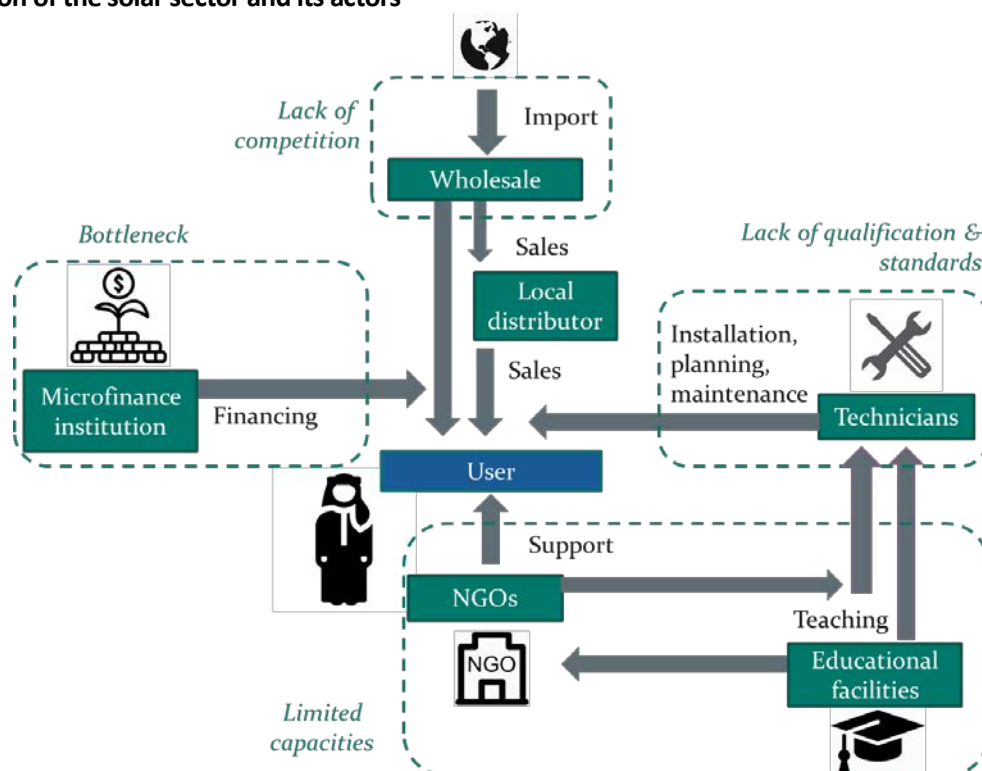 on of the solar sector and its actors
Lack of
competition
Import
Wholesale
Bottleneck
Sales
Lack of qualification &
standards
$
Local
distributor
Installation,
planning,
maintenance
Sales
Microfinance
institution
Financing
Technicians
User
Support
NGOs
Teaching
NGO
Educational
facilities
Limited
capacities